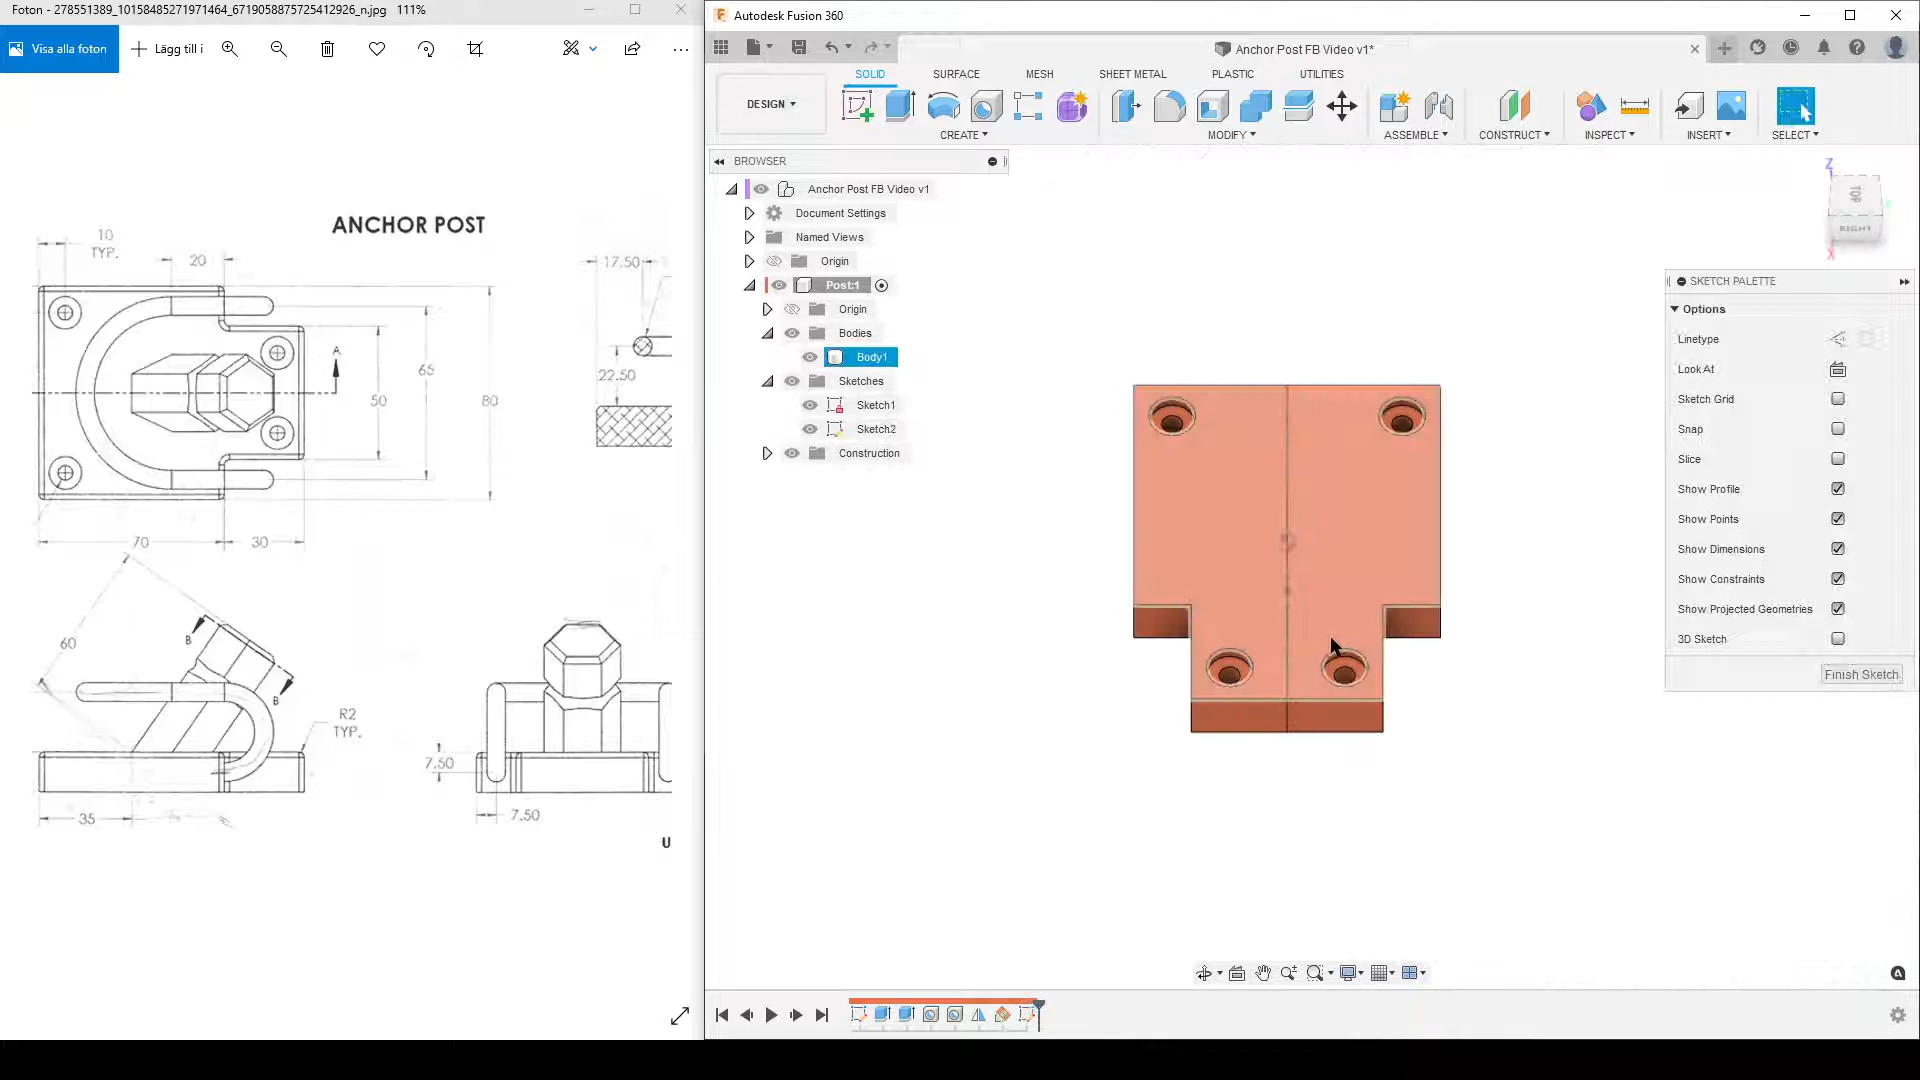 Foton - 278551389_10158485271971464_6719058875725412926_n.jpg   111%
Visa alla foton
Lägg till i
ANCHOR POST
10
TYP.
20
17.50
A
65
50
80
22.50
70
30
60
B
B
R2
TYP.
7.50
35
7.50
U
Autodesk Fusion 360
Anchor Post FB Video v1*
SOLID SURFACE MESH SHEET METAL PLASTIC UTILITIES
DESIGN
CREATE MODIFY ASSEMBLE CONSTRUCT INSPECT INSERT SELECT
BROWSER
Anchor Post FB Video v1
Document Settings
Named Views
Origin
Post:1
Origin
Bodies
Body1
Sketches
Sketch1
Sketch2
Construction
Z
TOP
RIGHT
X
SKETCH PALETTE
Options
Linetype
Look At
Sketch Grid
Snap
Slice
Show Profile
Show Points
Show Dimensions
Show Constraints
Show Projected Geometries
3D Sketch
Finish Sketch